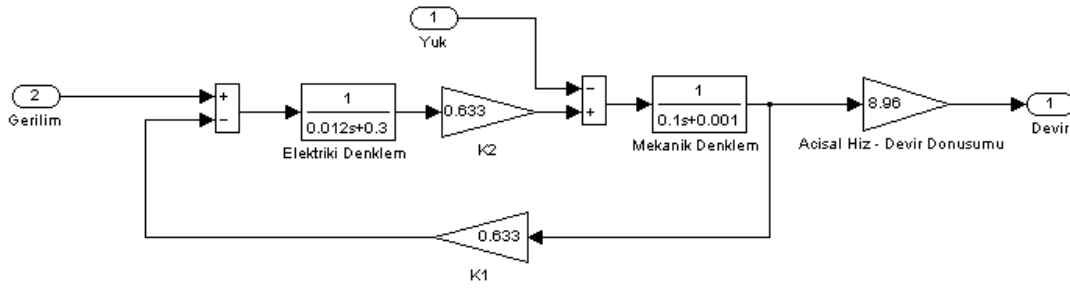 1
Yuk
2
Gerilim
+
−
1
0.012s+0.3
Elektriki Denklem
0.633
K2
−
+
1
0.1s+0.001
Mekanik Denklem
8.96
Acisal Hiz - Devir Donusumu
1
Devir
0.633
K1